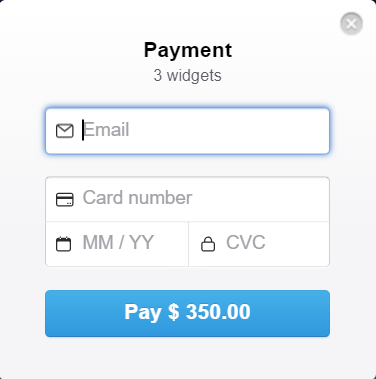 Payment
3 widgets
Email
Card number
MM / YY
CVC
Pay $ 350.00